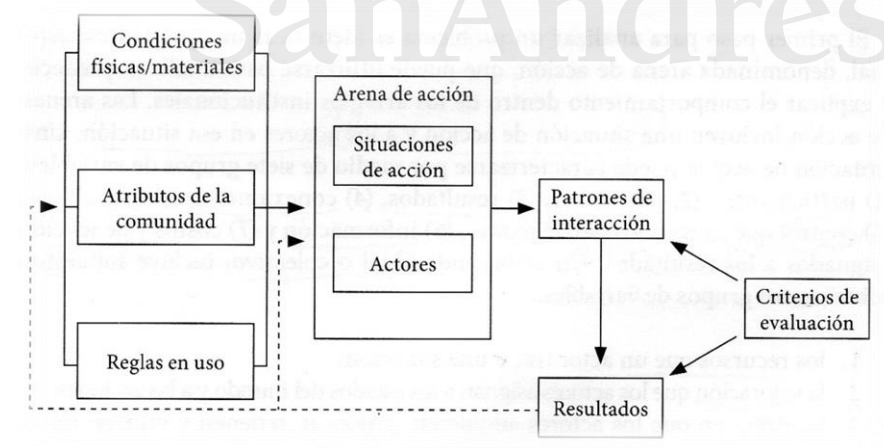 SanAndrés
Condiciones
físicas/materiales
Atributos de la
comunidad
Reglas en uso
Arena de acción
Situaciones
de acción
Actores
Patrones de
interacción
Criterios de
evaluación
Resultados